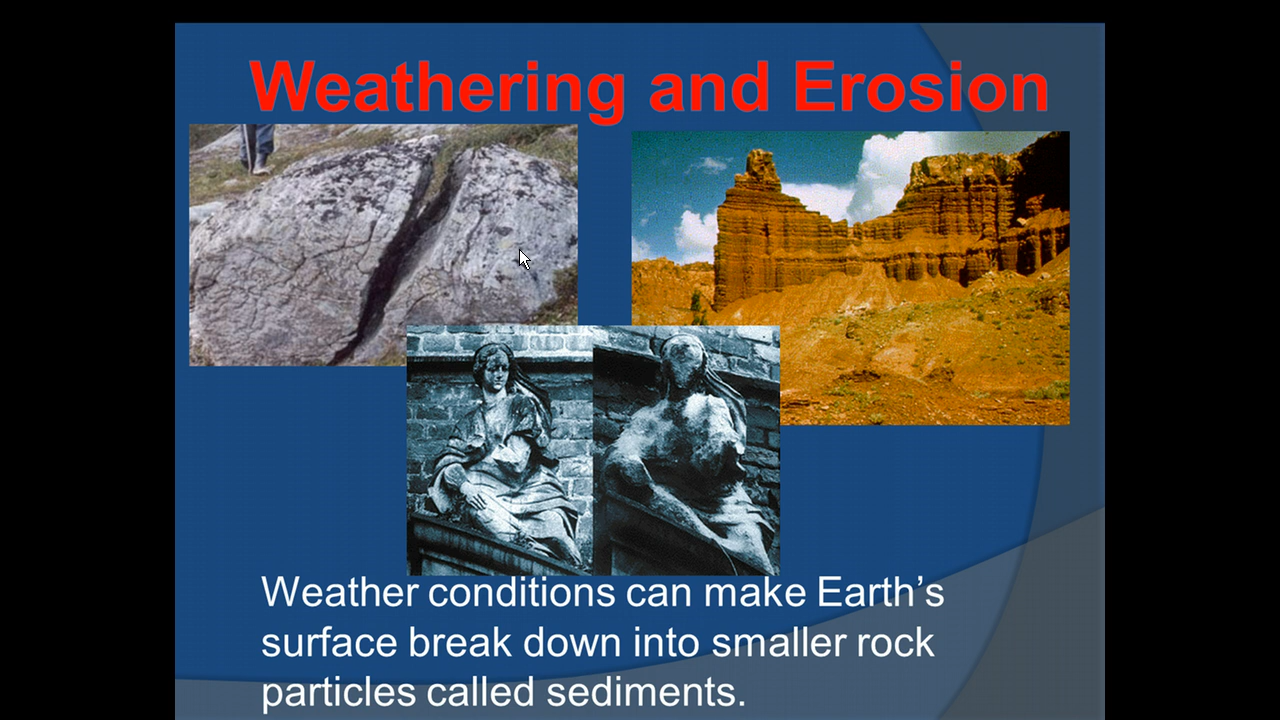 Weathering and Erosion
Weather conditions can make Earth’s
surface break down into smaller rock
particles called sediments.